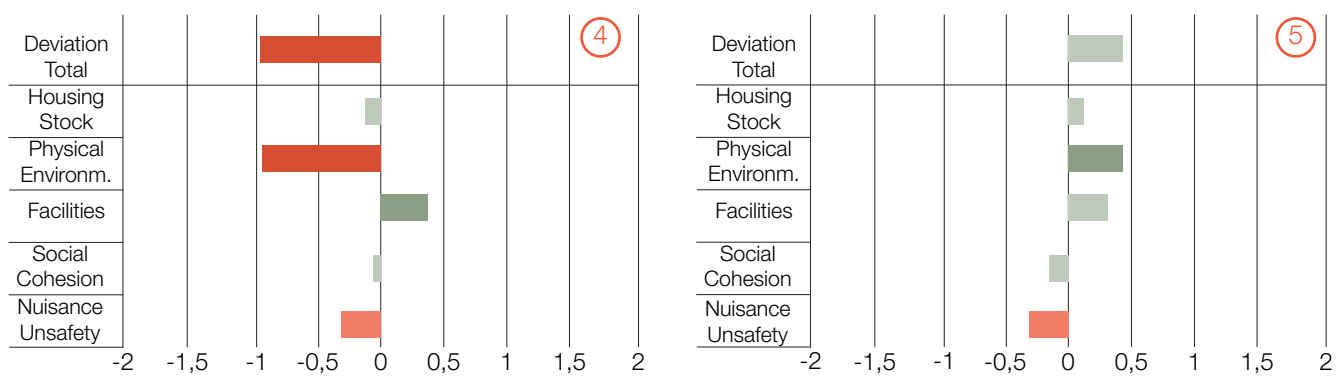 4
Deviation
Total
Housing
Stock
Physical
Environm.
Facilities
Social
Cohesion
Nuisance
Unsafety
-2 -1,5 -1 -0,5 0 0,5 1 1,5 2
5
Deviation
Total
Housing
Stock
Physical
Environm.
Facilities
Social
Cohesion
Nuisance
Unsafety
-2 -1,5 -1 -0,5 0 0,5 1 1,5 2